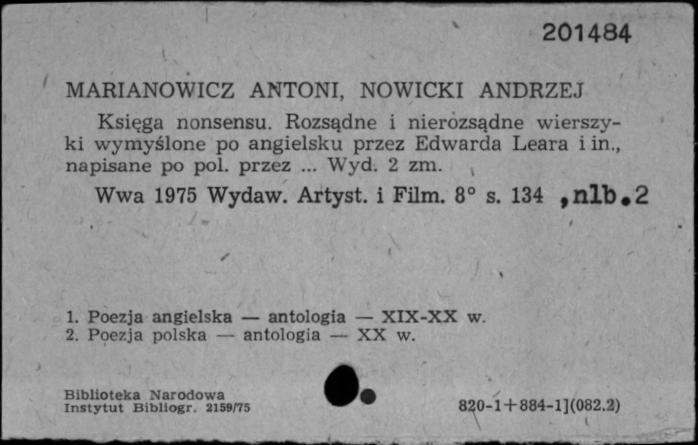 201484
MARIANOWICZ ANTONI, NOWICKI ANDRZEJ
Księga nonsensu. Rozsądne i nierozsądne wierszy-
ki wymyślone po angielsku przez Edwarda Leara i in.,
napisane po pol. przez ... Wyd. 2 zm.
Wwa 1975 Wydaw. Artyst. i Film. 8° s. 134 ,nlb.2
1. Poezja angielska — antologia — XIX-XX w.
2. Poezja polska — antologia — XX w.
Biblioteka Narodowa
Instytut Bibliogr. 2159/75
820-1+884-1](082.2)